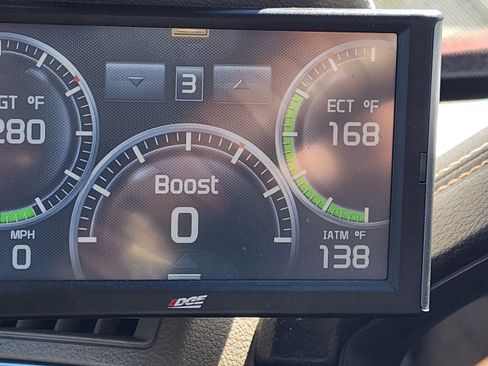 GT °F
280
3
ECT °F
168
Boost
0
MPH
0
IATM °F
138
EDGE